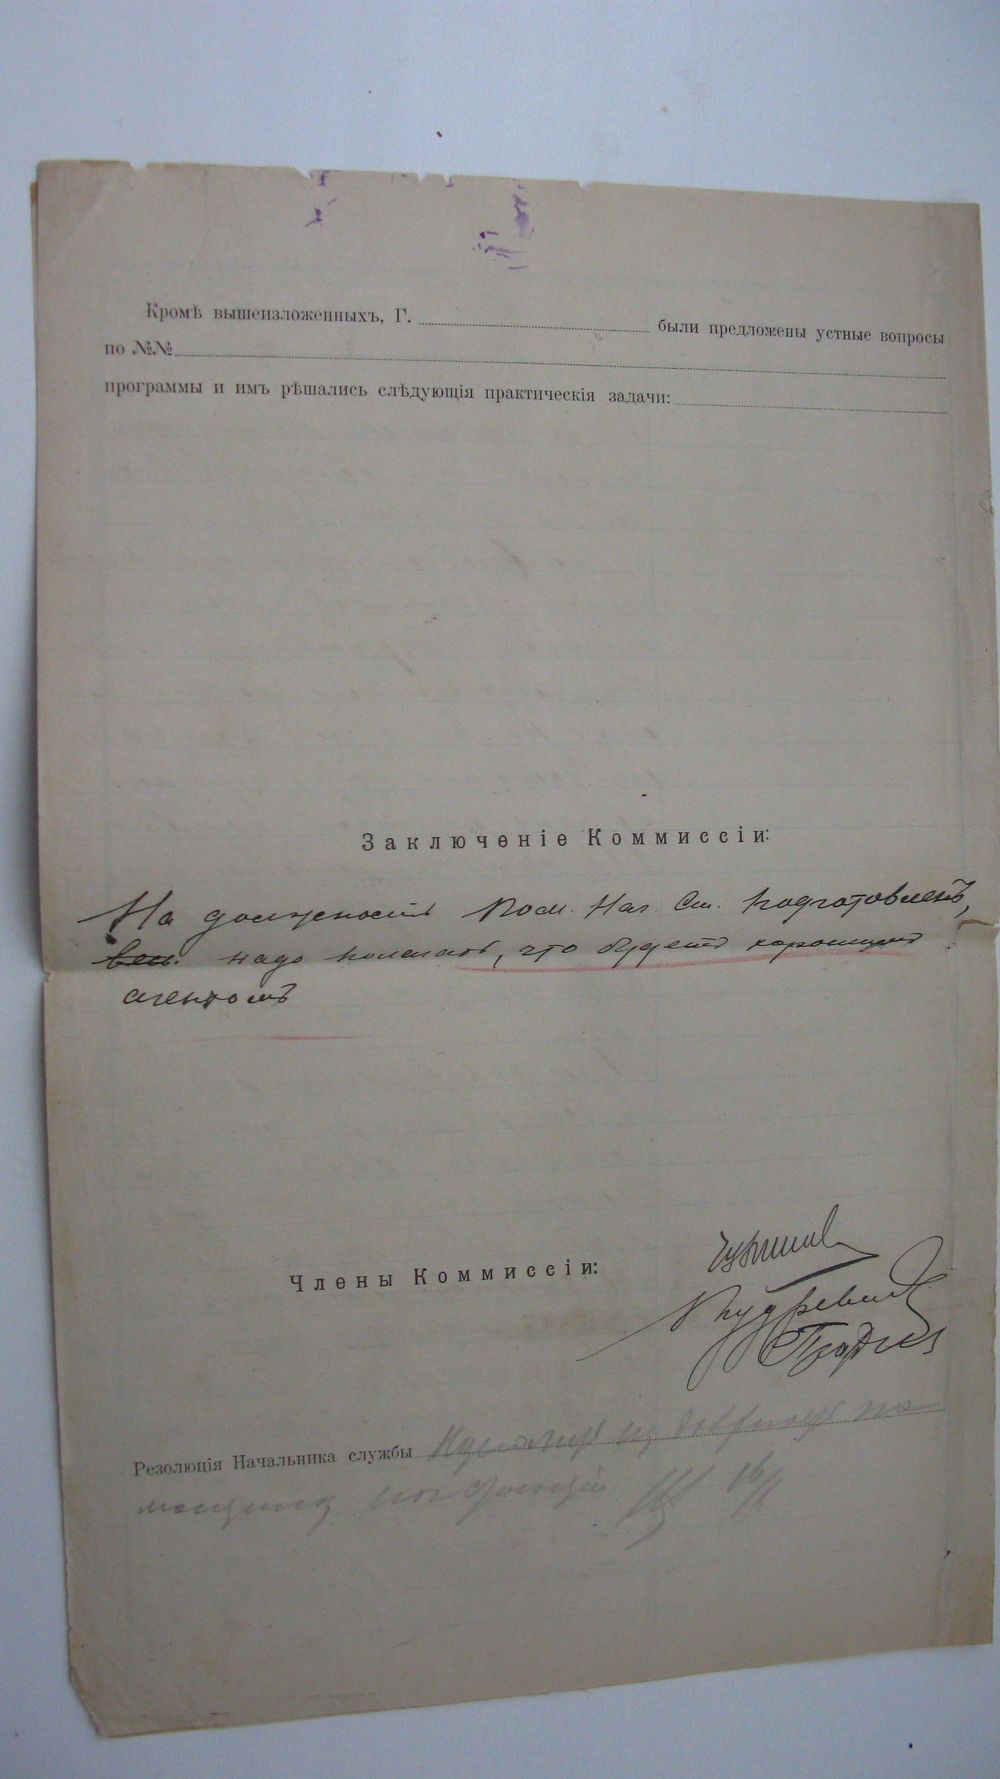 Кромѣ вышеизложенныхъ, Г. были предложены устные вопросы
по №№
программы и имъ рѣшались слѣдующія практическія задачи:
Заключеніе Коммиссіи:
На должность Пом. Нач. Ст. подготовленъ,
надо полагать, что будетъ хорошимъ
агентомъ
Члены Коммиссіи:
Резолюція Начальника службы